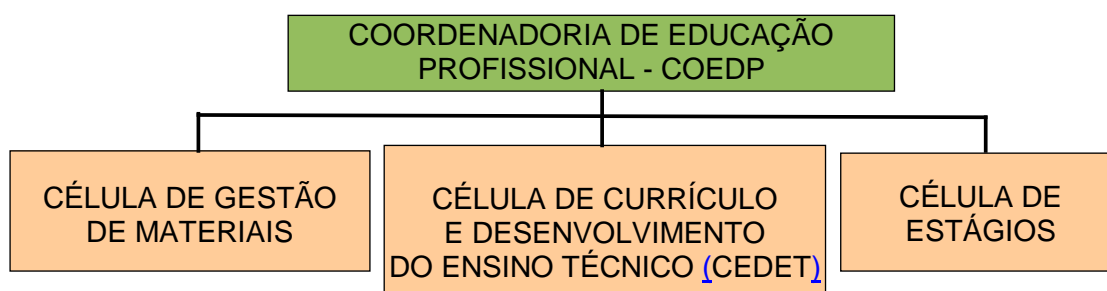 COORDENADORIA DE EDUCAÇÃO
PROFISSIONAL - COEDP
CÉLULA DE GESTÃO
DE MATERIAIS
CÉLULA DE CURRÍCULO
E DESENVOLVIMENTO
DO ENSINO TÉCNICO (CEDET)
CÉLULA DE
ESTÁGIOS